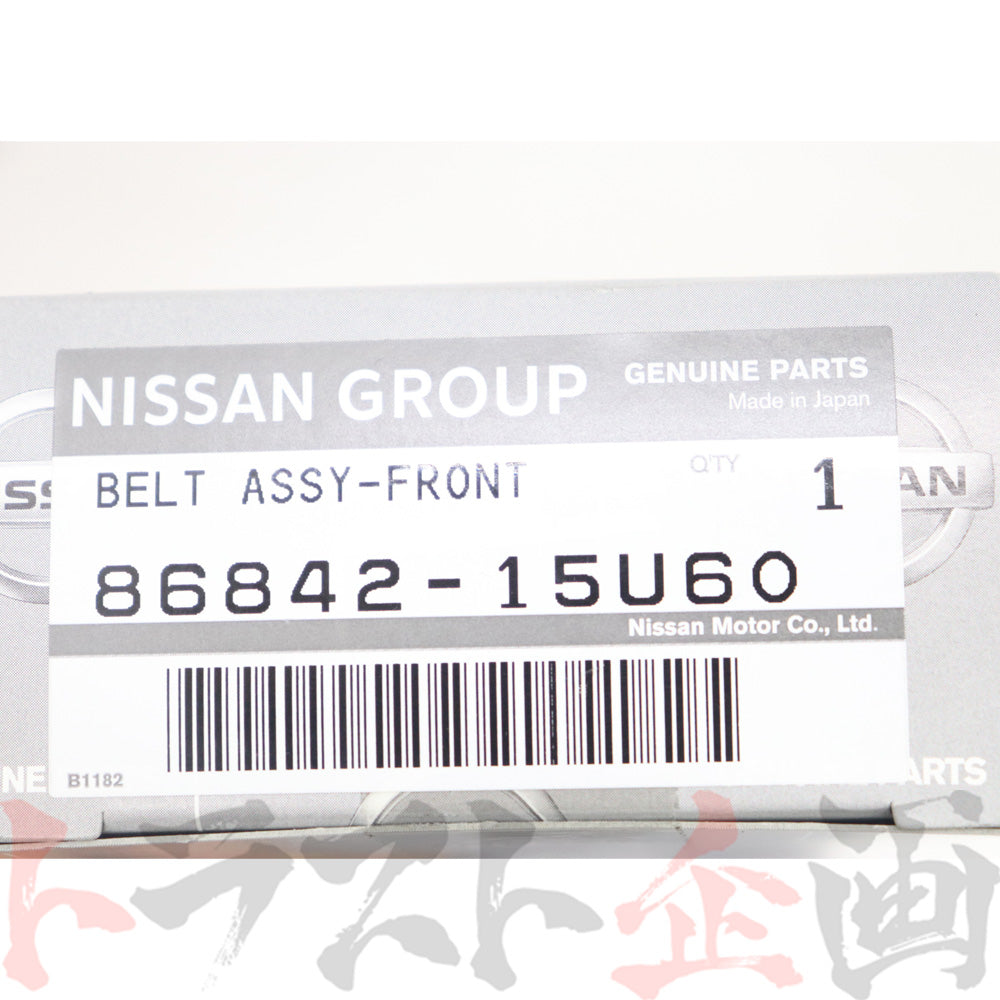 NISSAN GROUP
GENUINE PARTS
Made in Japan
BELT ASSY-FRONT
Q'TY
1
86842-15U60
Nissan Motor Co., Ltd.
B1182
トラスト企画